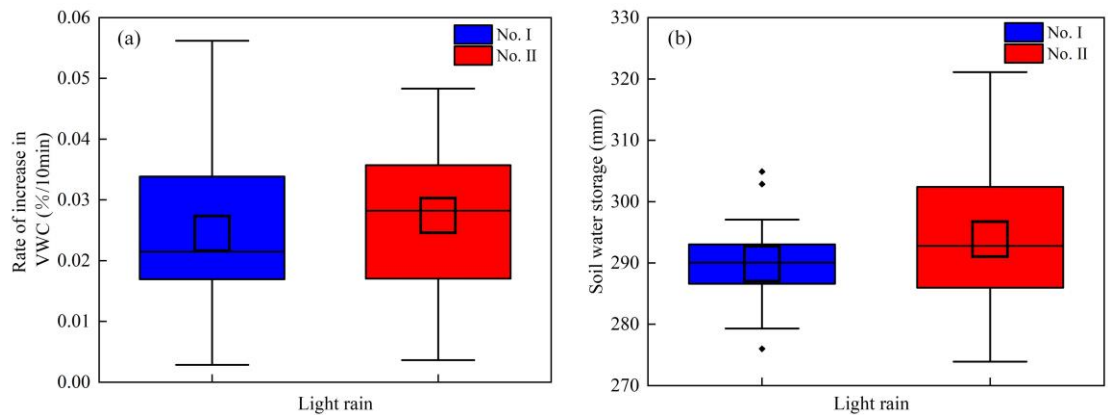 (a)
No. I
No. II
Rate of increase in
VWC (%/10min)
0.06
0.05
0.04
0.03
0.02
0.01
0.00
Light rain
(b)
No. I
No. II
Soil water storage (mm)
330
320
310
300
290
280
270
Light rain